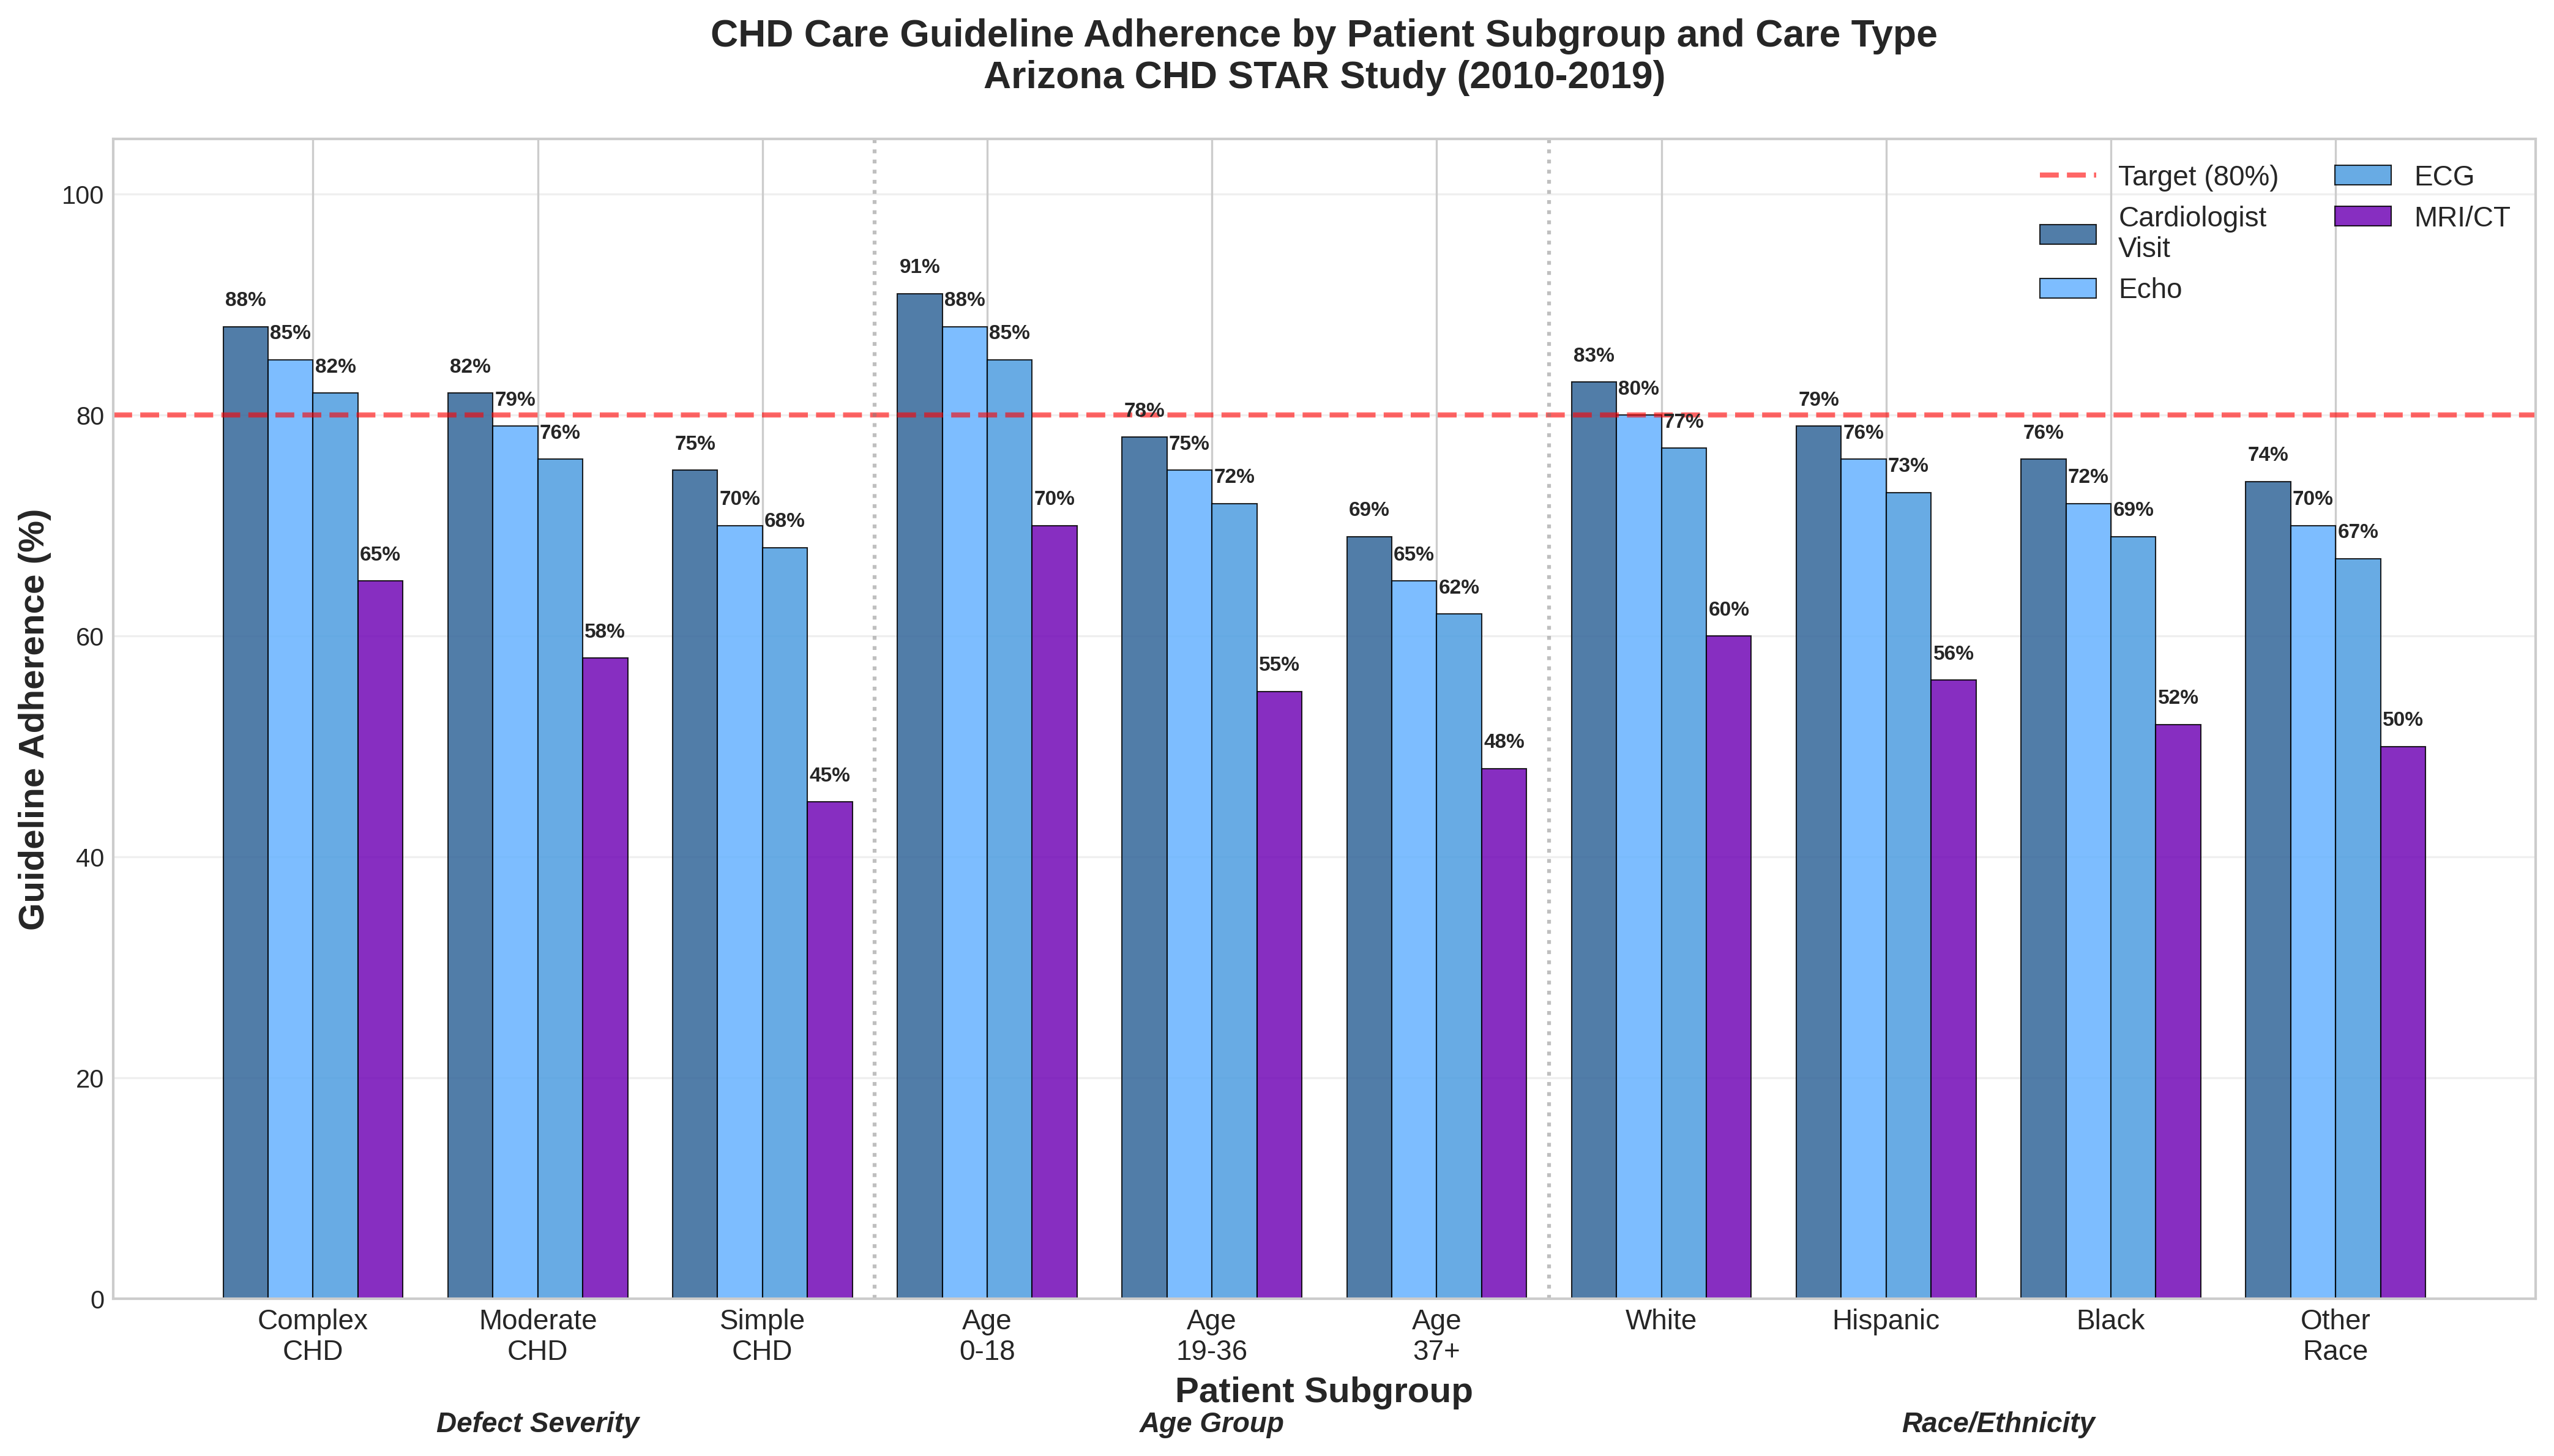 CHD Care Guideline Adherence by Patient Subgroup and Care Type
Arizona CHD STAR Study (2010-2019)
Target (80%)
Cardiologist
Visit
Echo
ECG
MRI/CT
Guideline Adherence (%)
100
80
60
40
20
0
88%
85%
82%
65%
82%
79%
76%
58%
75%
70%
68%
45%
91%
88%
85%
70%
78%
75%
72%
55%
69%
65%
62%
48%
83%
80%
77%
60%
79%
76%
73%
56%
76%
72%
69%
52%
74%
70%
67%
50%
Complex
CHD
Moderate
CHD
Simple
CHD
Age
0-18
Age
19-36
Age
37+
White
Hispanic
Black
Other
Race
Patient Subgroup
Defect Severity
Age Group
Race/Ethnicity